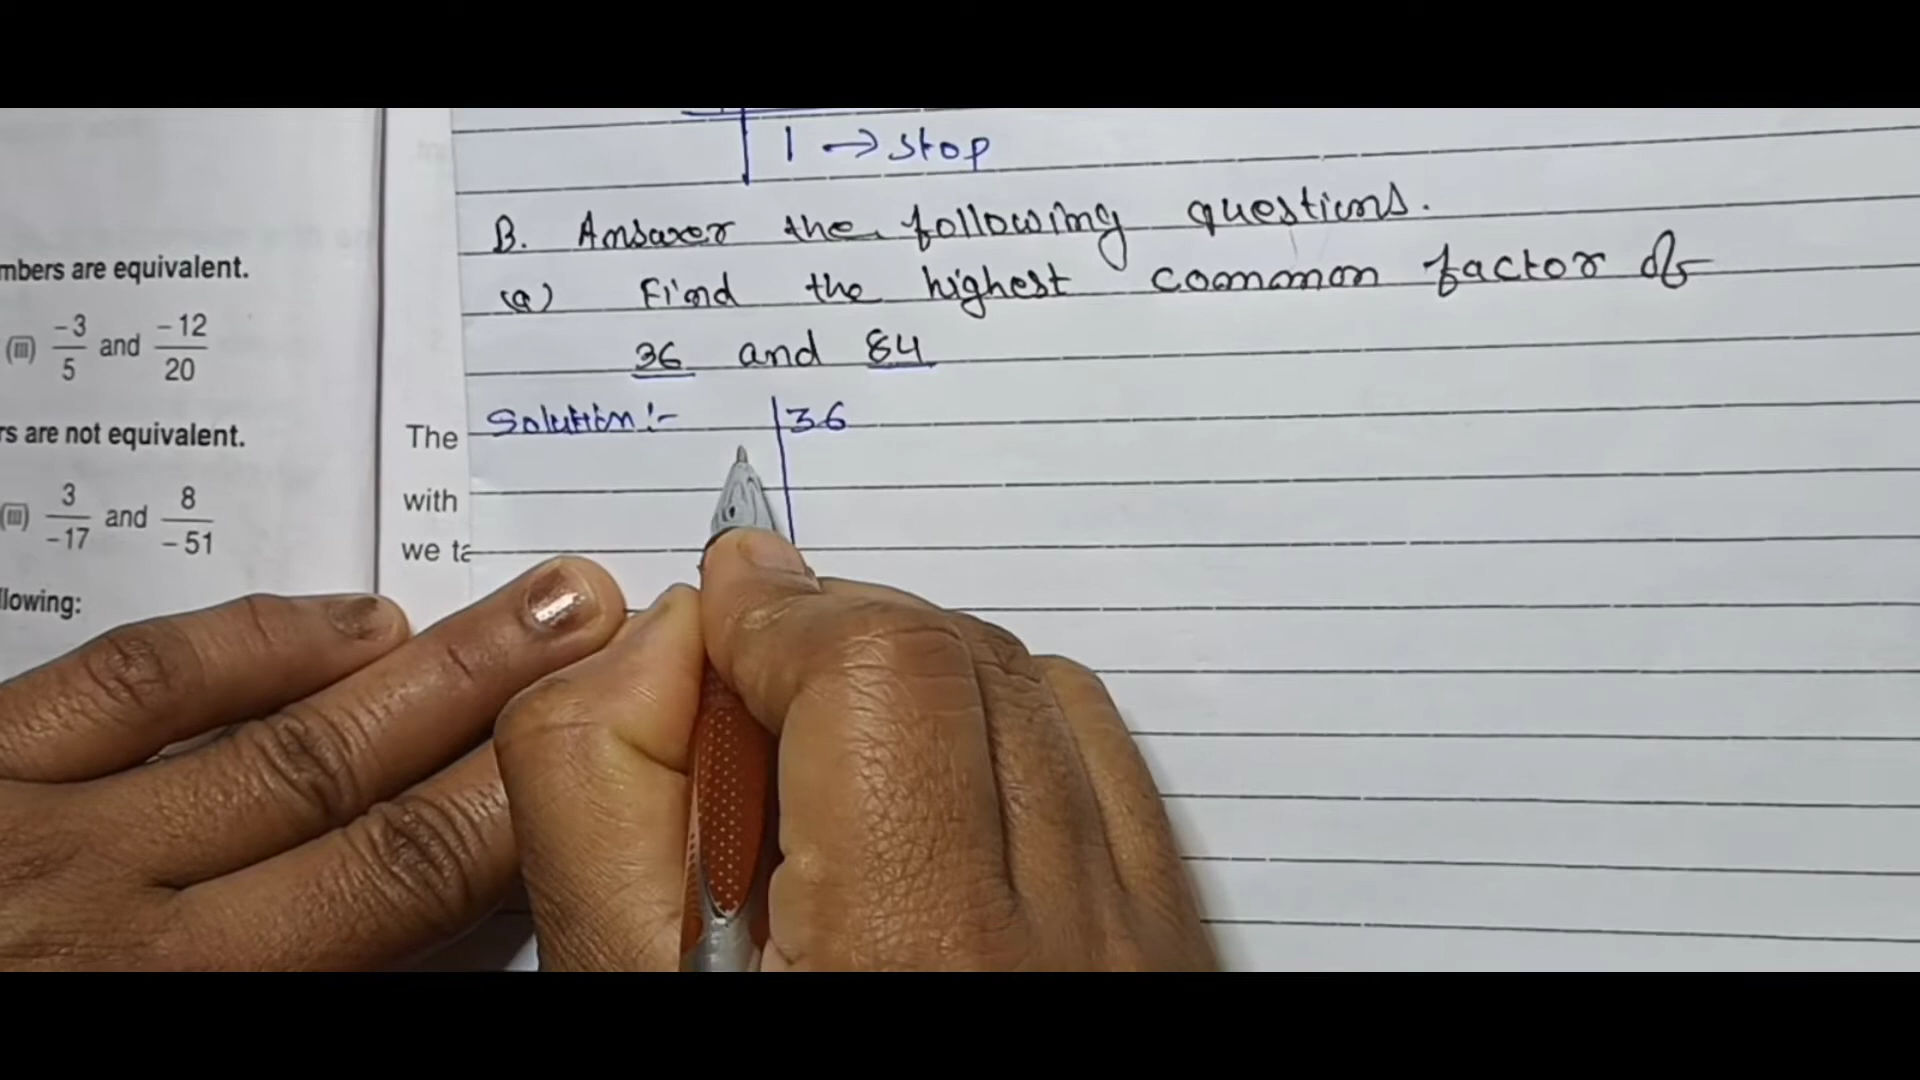 mbers are equivalent.
(iii) -3/5 and -12/20
rs are not equivalent.
(iii) 3/-17 and 8/-51
llowing:
The
with
we ta
1 → stop
B. Answer the following questions.
(a) Find the highest common factor of
36 and 84
Solution :- 36